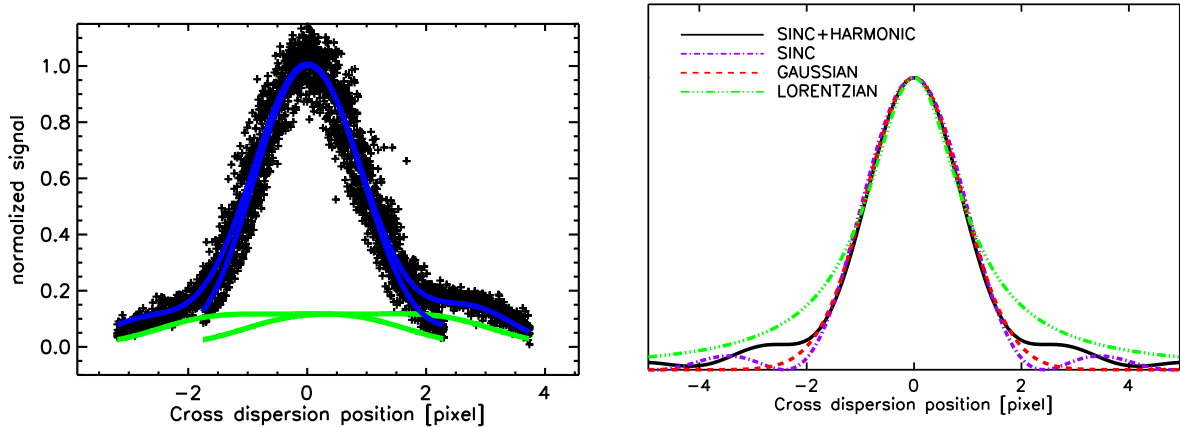 normalized signal
1.0
0.8
0.6
0.4
0.2
0.0
−2 0 2 4
Cross dispersion position [pixel]
SINC+HARMONIC
SINC
GAUSSIAN
LORENTZIAN
−4 −2 0 2 4
Cross dispersion position [pixel]